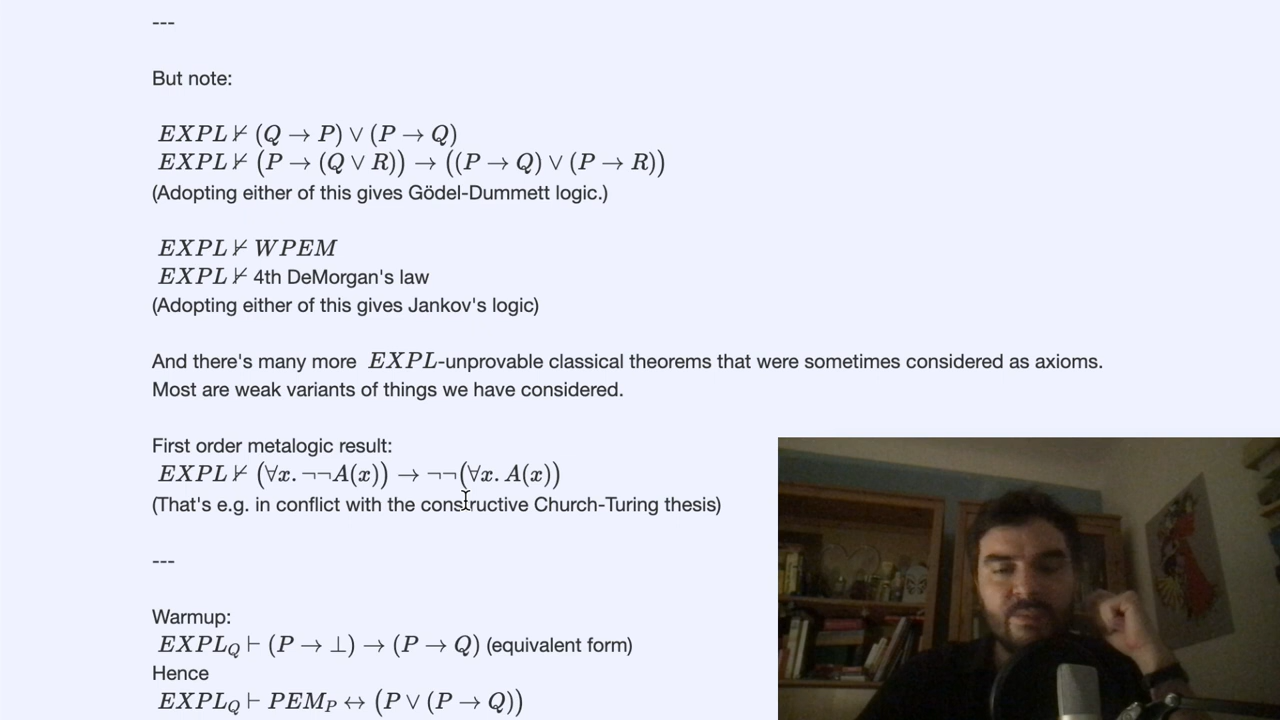 ---
But note:
EXPL ⊬ (Q → P) ∨ (P → Q)
EXPL ⊬ (P → (Q ∨ R)) → ((P → Q) ∨ (P → R))
(Adopting either of this gives Gödel-Dummett logic.)
EXPL ⊬ WPEM
EXPL ⊬ 4th DeMorgan's law
(Adopting either of this gives Jankov's logic)
And there's many more EXPL-unprovable classical theorems that were sometimes considered as axioms.
Most are weak variants of things we have considered.
First order metalogic result:
EXPL ⊬ (∀x. ¬¬A(x)) → ¬¬(∀x. A(x))
(That's e.g. in conflict with the constructive Church-Turing thesis)
---
Warmup:
EXPL_Q ⊢ (P → ⊥) → (P → Q) (equivalent form)
Hence
EXPL_Q ⊢ PEM_P ↔ (P ∨ (P → Q))